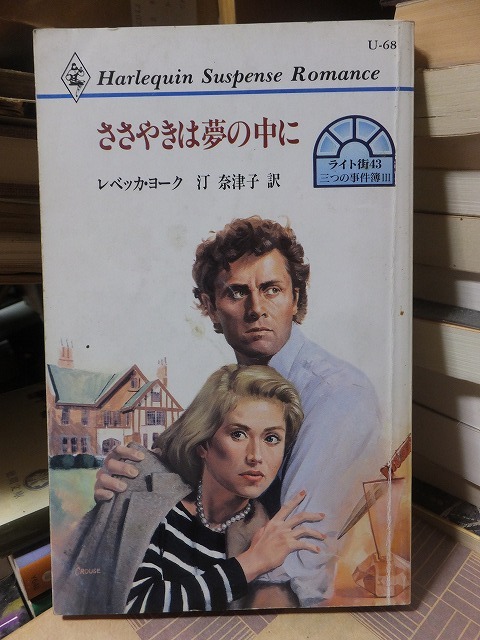 U-68
Harlequin Suspense Romance
ささやきは夢の中に
レベッカ・ヨーク 汀 奈津子 訳
ライト街43
三つの事件簿III
CROUSE